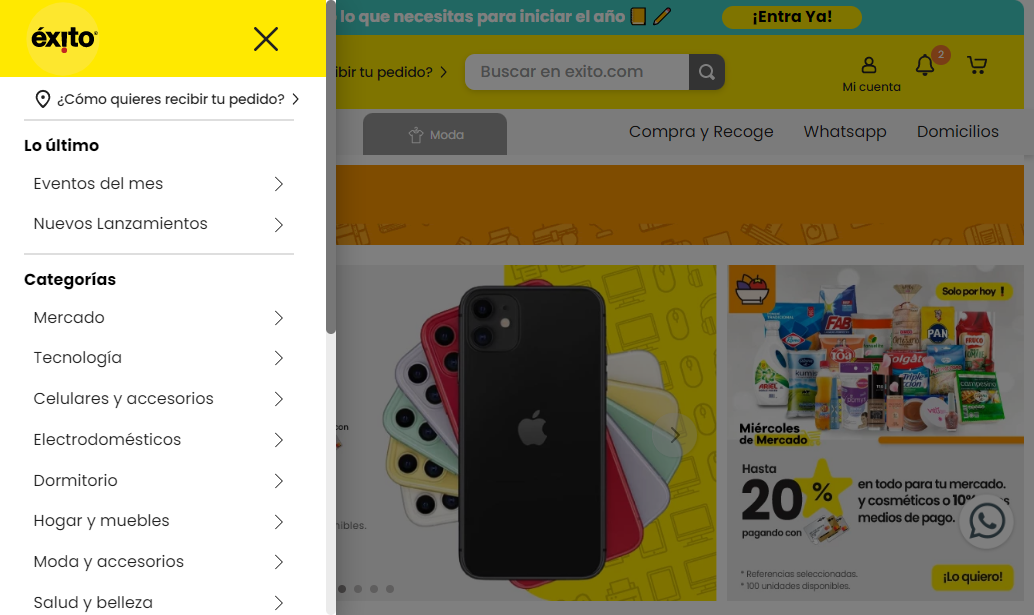 éxito
¿Cómo quieres recibir tu pedido?
Lo último
Eventos del mes
Nuevos Lanzamientos
Categorías
Mercado
Tecnología
Celulares y accesorios
Electrodomésticos
Dormitorio
Hogar y muebles
Moda y accesorios
Salud y belleza
lo que necesitas para iniciar el año
¡Entra Ya!
ibir tu pedido?
Buscar en exito.com
Mi cuenta
2
Moda
Compra y Recoge
Whatsapp
Domicilios
con
nibles.
Solo por hoy !
FAB
PAN
Colgate
Miércoles
de Mercado
Hasta
20%
pagando con
en todo para tu mercado.
y cosméticos o 10%
medios de pago.
* Referencias seleccionadas.
* 100 unidades disponibles.
¡Lo quiero!